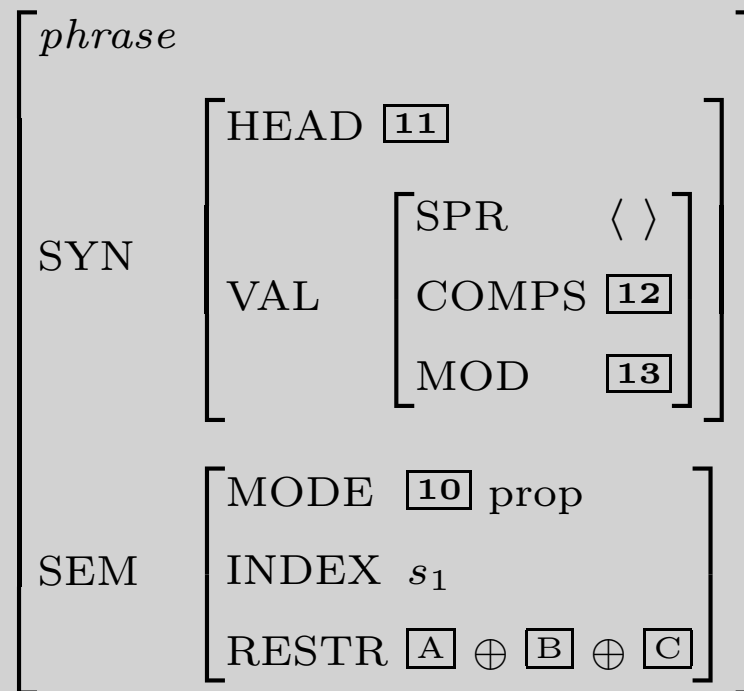 phrase
HEAD 11
SPR ⟨ ⟩
SYN
VAL
COMPS 12
MOD 13
MODE 10 prop
SEM
INDEX s₁
RESTR A ⊕ B ⊕ C